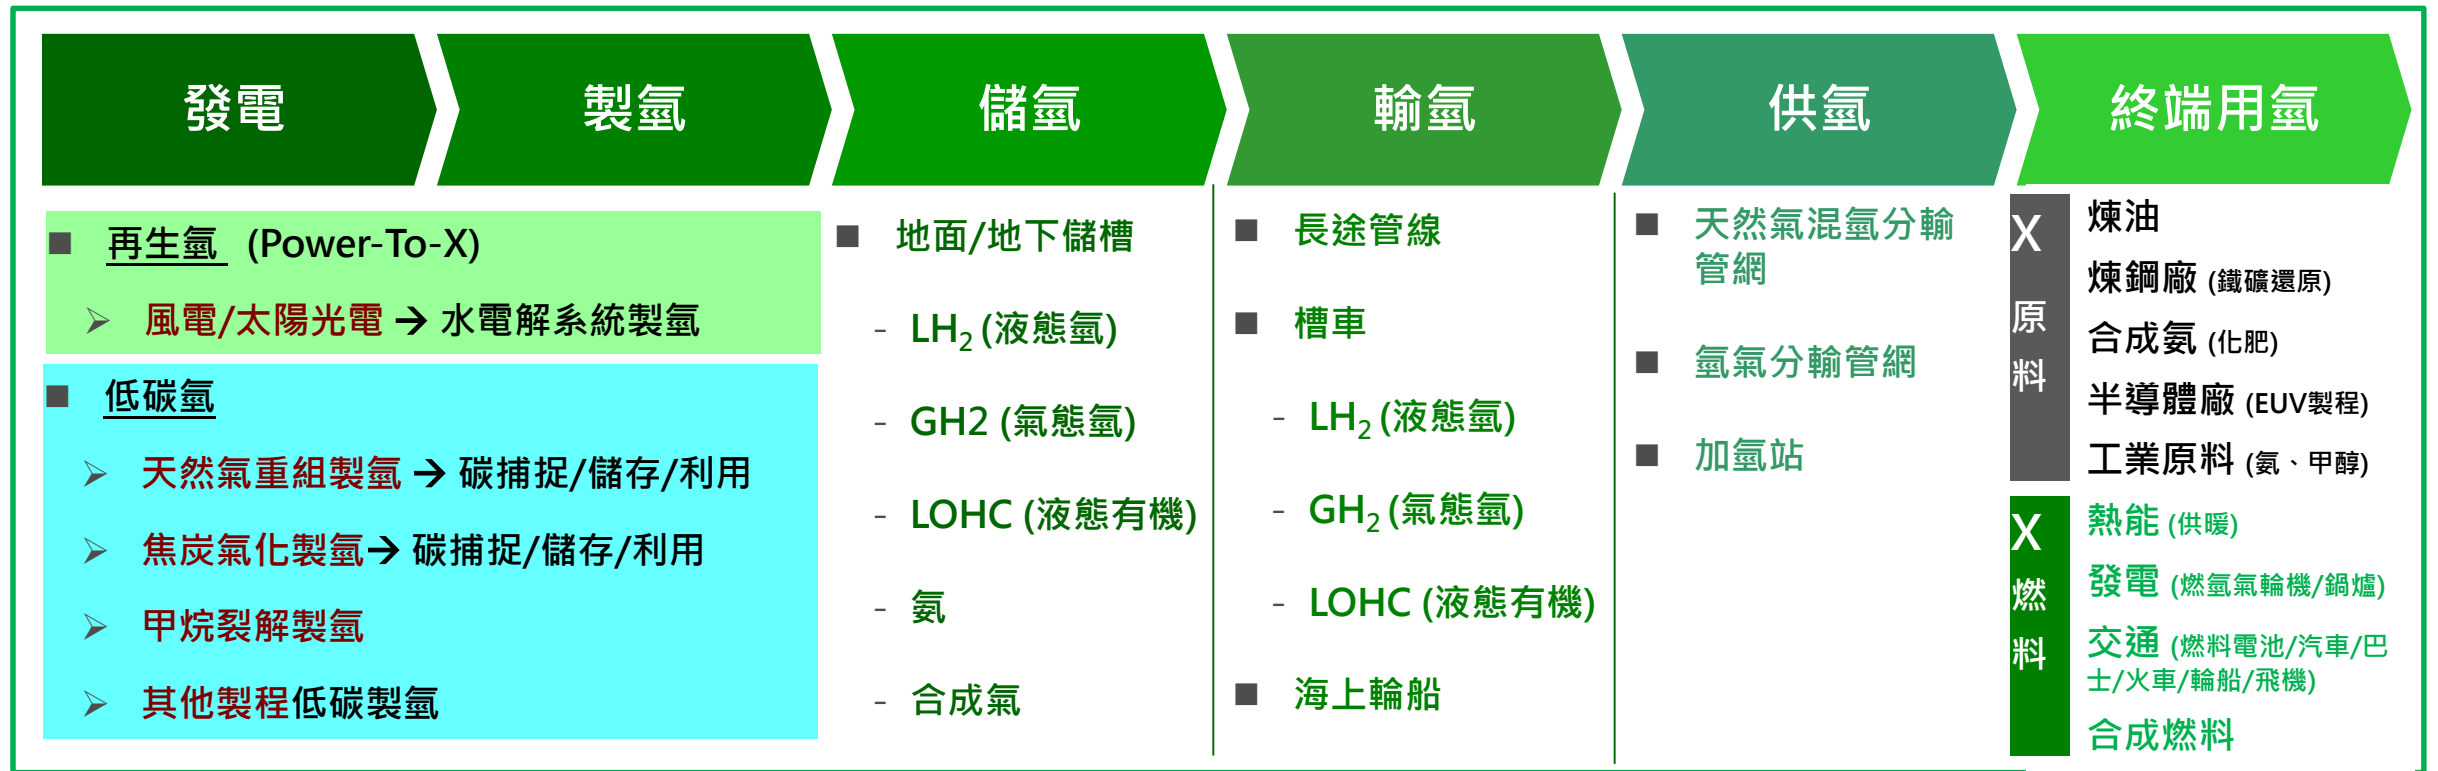 發電
製氫
儲氫
輸氫
供氫
終端用氫
■ 再生氫 (Power-To-X)
➢ 風電/太陽光電 → 水電解系統製氫
■ 低碳氫
➢ 天然氣重組製氫 → 碳捕捉/儲存/利用
➢ 焦炭氣化製氫→ 碳捕捉/儲存/利用
➢ 甲烷裂解製氫
➢ 其他製程低碳製氫
■ 地面/地下儲槽
- LH₂ (液態氫)
- GH2 (氣態氫)
- LOHC (液態有機)
- 氨
- 合成氣
■ 長途管線
■ 槽車
- LH₂ (液態氫)
- GH₂ (氣態氫)
- LOHC (液態有機)
■ 海上輪船
■ 天然氣混氫分輸
管網
■ 氫氣分輸管網
■ 加氫站
X
原
料
煉油
煉鋼廠 (鐵礦還原)
合成氨 (化肥)
半導體廠 (EUV製程)
工業原料 (氨、甲醇)
X
燃
料
熱能 (供暖)
發電 (燃氫氣輪機/鍋爐)
交通 (燃料電池/汽車/巴
士/火車/輪船/飛機)
合成燃料